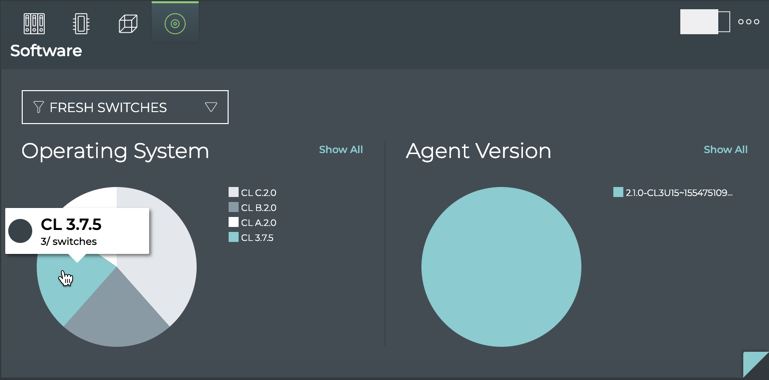 Software
FRESH SWITCHES
Operating System
Show All
CL C.2.0
CL B.2.0
CL A.2.0
CL 3.7.5
CL 3.7.5
3/ switches
Agent Version
Show All
2.1.0-CL3U15~155475109...